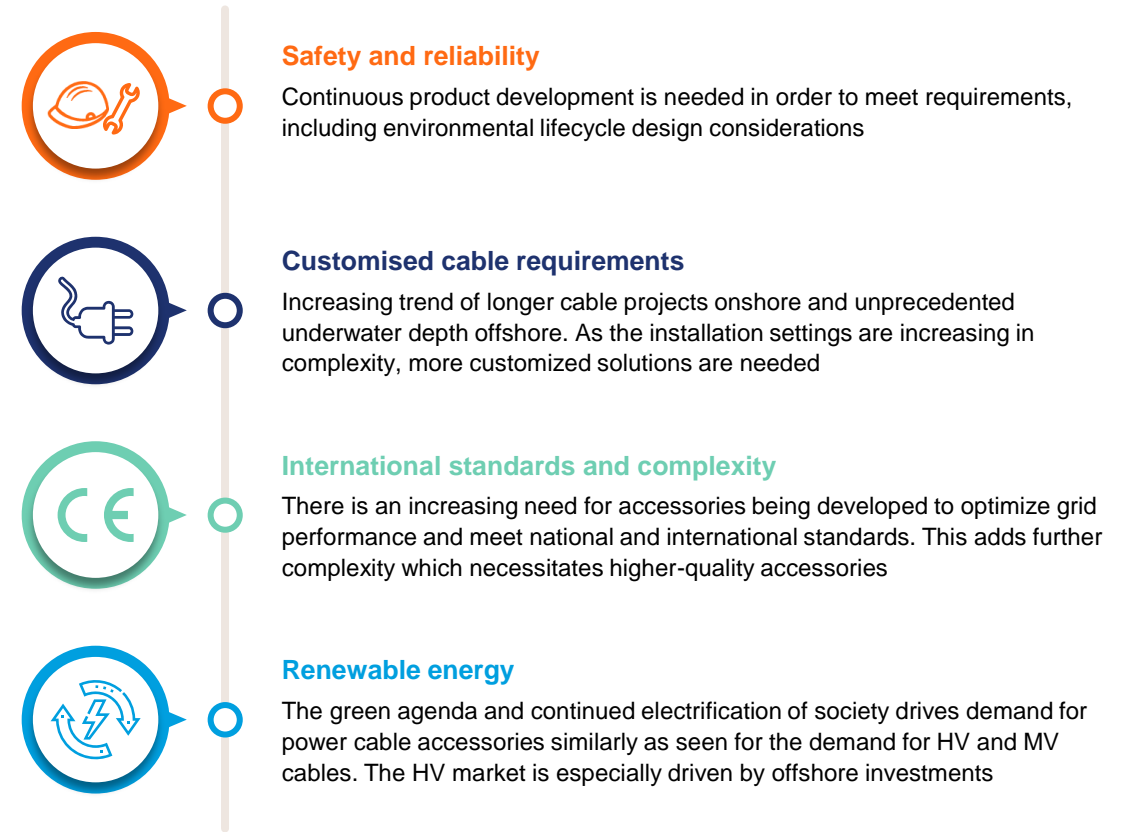 Safety and reliability
Continuous product development is needed in order to meet requirements,
including environmental lifecycle design considerations
Customised cable requirements
Increasing trend of longer cable projects onshore and unprecedented
underwater depth offshore. As the installation settings are increasing in
complexity, more customized solutions are needed
CE
International standards and complexity
There is an increasing need for accessories being developed to optimize grid
performance and meet national and international standards. This adds further
complexity which necessitates higher-quality accessories
Renewable energy
The green agenda and continued electrification of society drives demand for
power cable accessories similarly as seen for the demand for HV and MV
cables. The HV market is especially driven by offshore investments